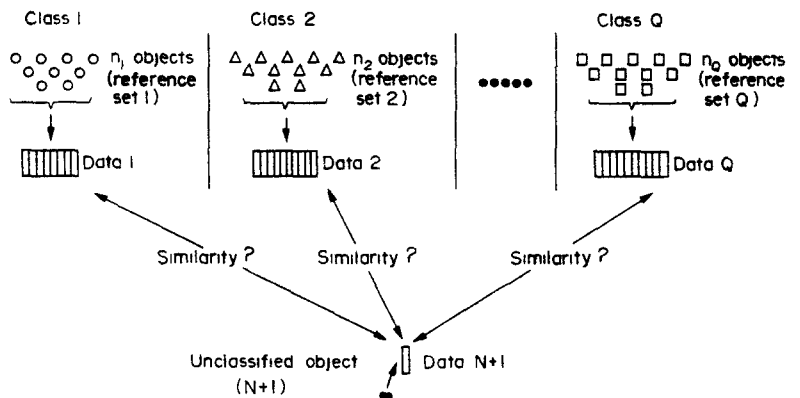 Class 1
n1 objects
(reference
set 1)
Data 1
Class 2
n2 objects
(reference
set 2)
Data 2
Class Q
nQ objects
(reference
set Q)
Data Q
Similarity ?
Similarity ?
Similarity ?
Unclassified object
(N+1)
Data N+1